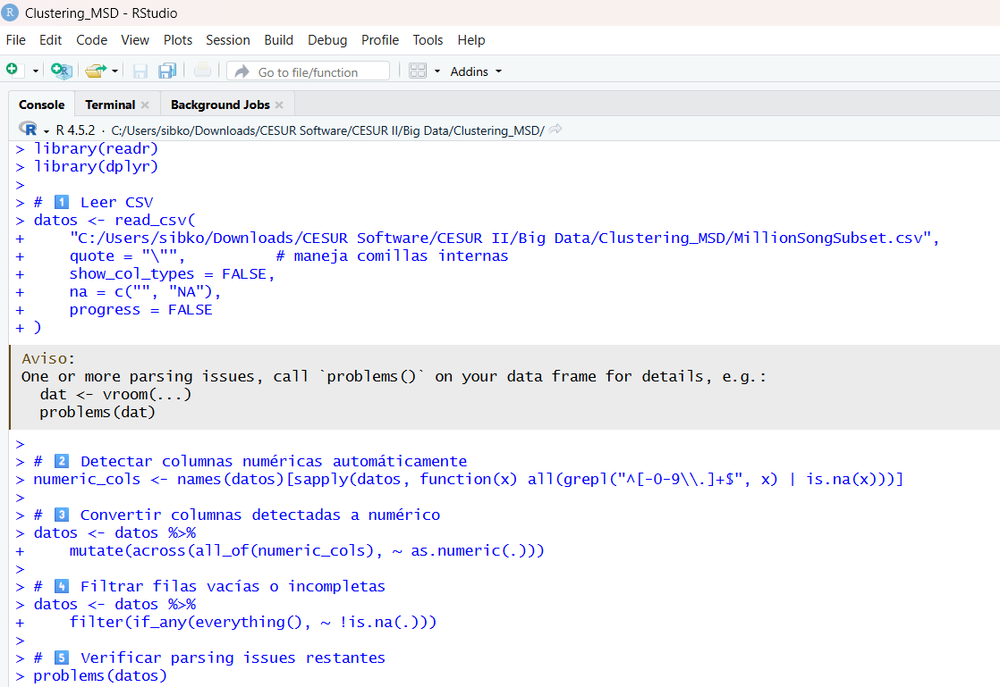 Clustering_MSD - RStudio
File Edit Code View Plots Session Build Debug Profile Tools Help
Go to file/function Addins
Console Terminal Background Jobs
R 4.5.2 · C:/Users/sibko/Downloads/CESUR Software/CESUR II/Big Data/Clustering_MSD/
> library(readr)
> library(dplyr)
>
> # 1️⃣ Leer CSV
> datos <- read_csv(
+     "C:/Users/sibko/Downloads/CESUR Software/CESUR II/Big Data/Clustering_MSD/MillionSongSubset.csv",
+     quote = "\"",          # maneja comillas internas
+     show_col_types = FALSE,
+     na = c("", "NA"),
+     progress = FALSE
+ )
Aviso:
One or more parsing issues, call `problems()` on your data frame for details, e.g.:
  dat <- vroom(...)
  problems(dat)
>
> # 2️⃣ Detectar columnas numéricas automáticamente
> numeric_cols <- names(datos)[sapply(datos, function(x) all(grepl("^[-0-9\\.]+$", x) | is.na(x)))]
>
> # 3️⃣ Convertir columnas detectadas a numérico
> datos <- datos %>%
+     mutate(across(all_of(numeric_cols), ~ as.numeric(.)))
>
> # 4️⃣ Filtrar filas vacías o incompletas
> datos <- datos %>%
+     filter(if_any(everything(), ~ !is.na(.)))
>
> # 5️⃣ Verificar parsing issues restantes
> problems(datos)